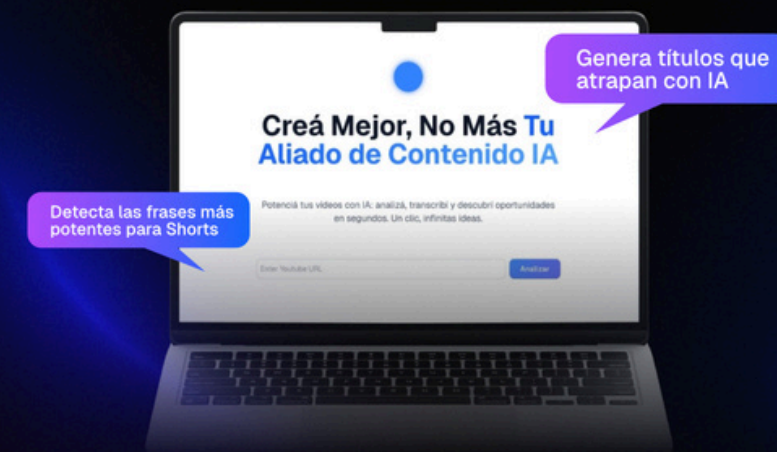 Genera títulos que
atrapan con IA
Creá Mejor, No Más Tu
Aliado de Contenido IA
Detecta las frases más
potentes para Shorts
Potenciá tus videos con IA: analizá, transcribí y descubrí oportunidades
en segundos. Un clic, infinitas ideas.
Enter Youtube URL
Analizar